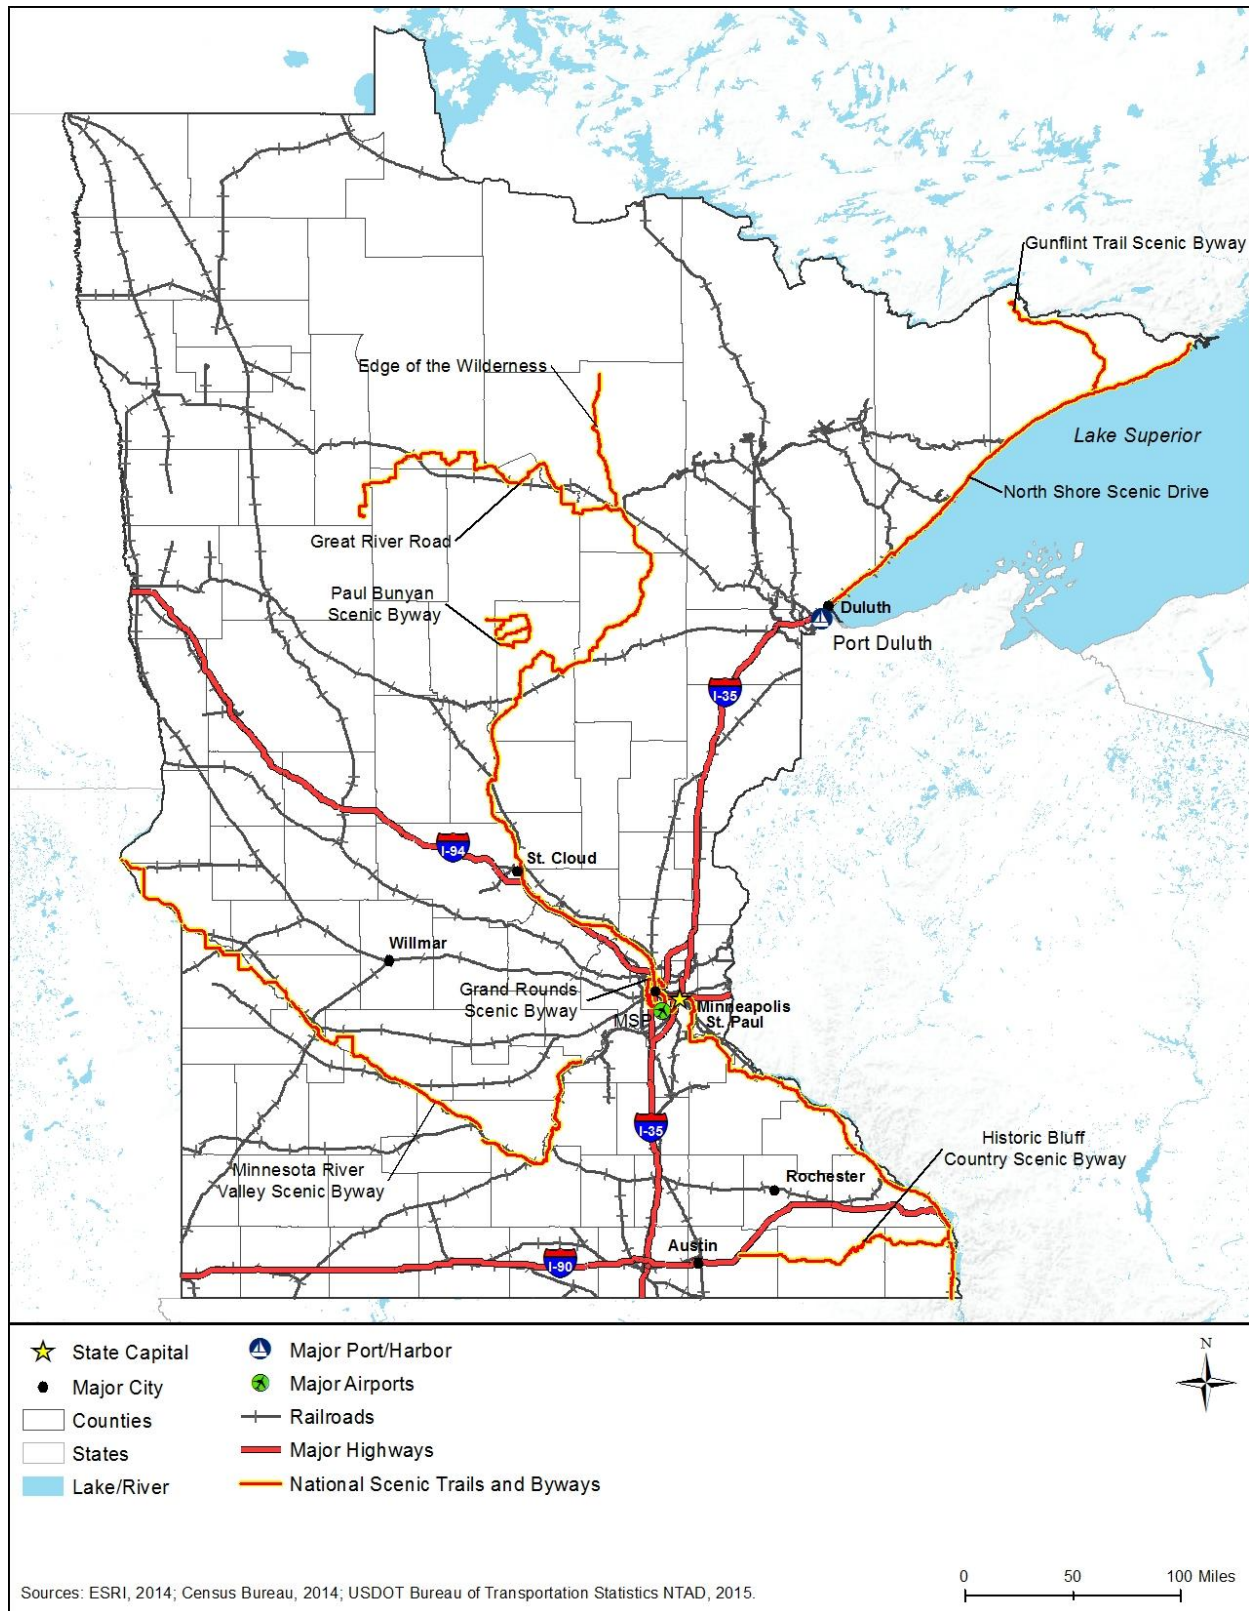 Gunflint Trail Scenic Byway
Edge of the Wilderness
Lake Superior
North Shore Scenic Drive
Great River Road
Paul Bunyan
Scenic Byway
Duluth
Port Duluth
I-35
I-94
St. Cloud
Willmar
Grand Rounds
Scenic Byway
MSP
Minneapolis
St. Paul
I-35
Historic Bluff
Country Scenic Byway
Minnesota River
Valley Scenic Byway
Rochester
Austin
I-90
State Capital
Major City
Counties
States
Lake/River
Major Port/Harbor
Major Airports
Railroads
Major Highways
National Scenic Trails and Byways
N
Sources: ESRI, 2014; Census Bureau, 2014; USDOT Bureau of Transportation Statistics NTAD, 2015.
0 50 100 Miles